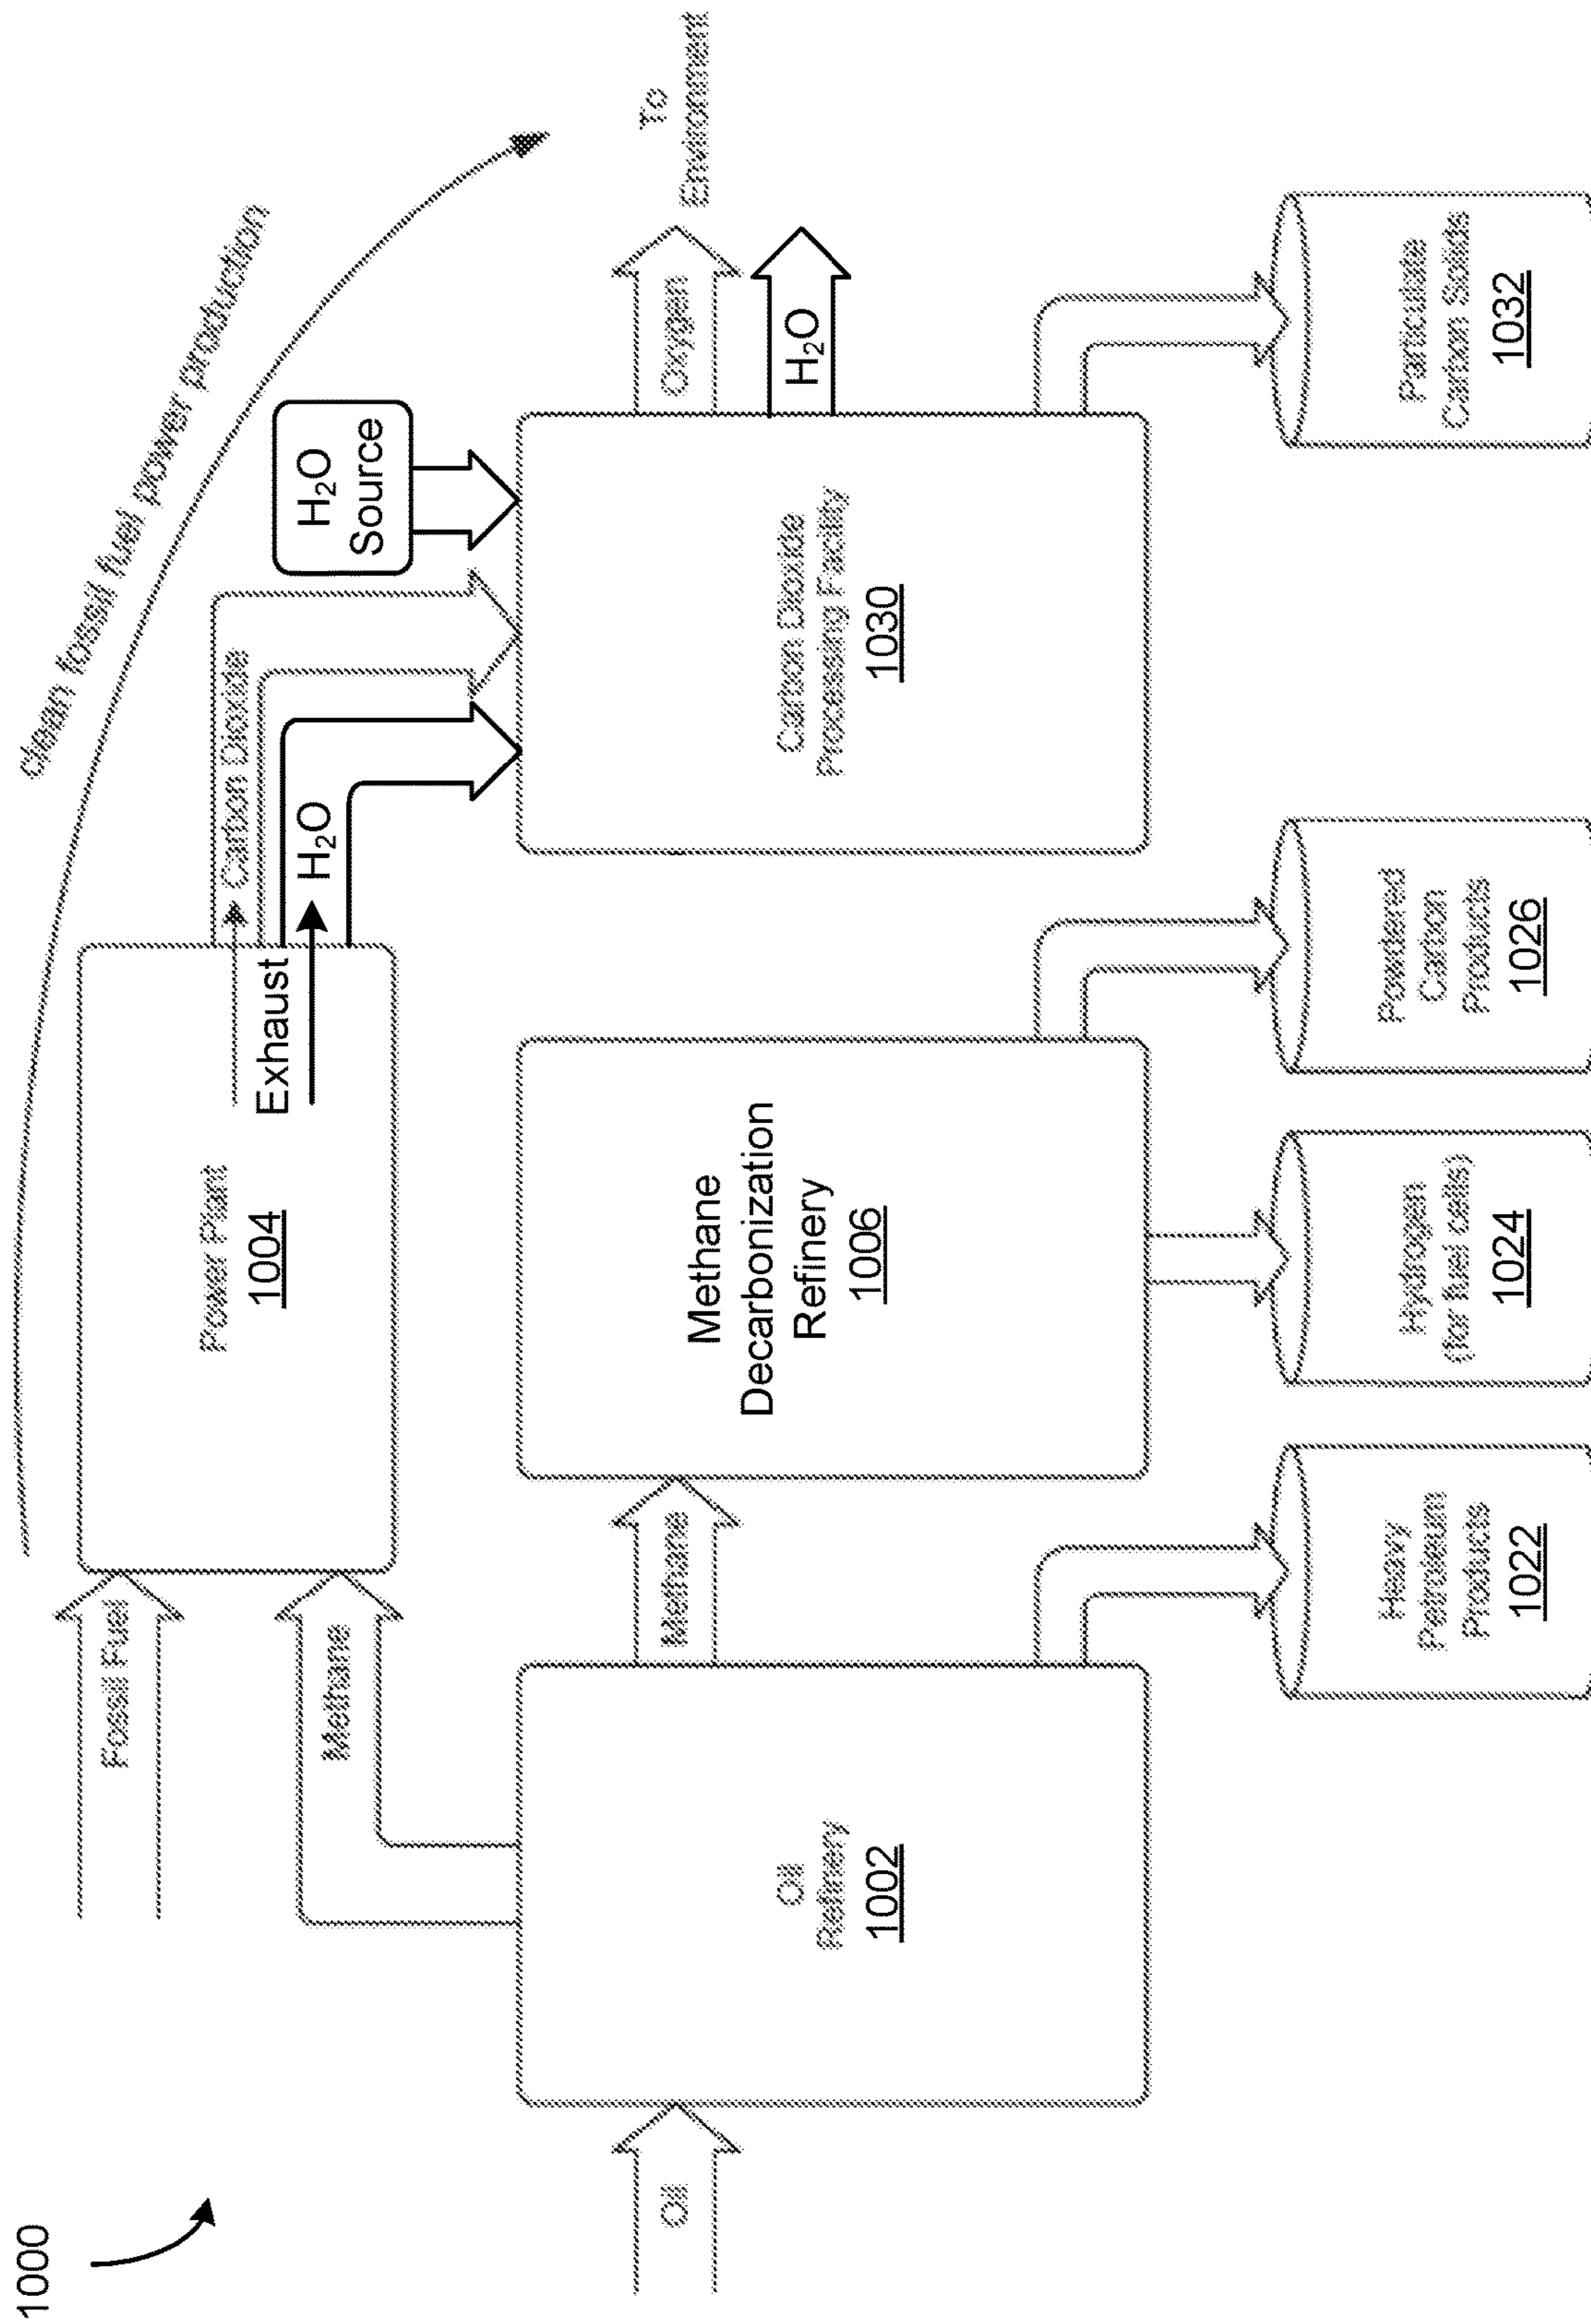 1000
clean fossil fuel power production
Fossil Fuel
Methane
Power Plant
1004
Exhaust
Carbon Dioxide
H₂O
H₂O
Source
Oil
Oil
Refinery
1002
Methane
Methane
Decarbonization
Refinery
1006
Carbon Dioxide
Processing Facility
1030
Oxygen
H₂O
To
Environment
Heavy
Petroleum
Products
1022
Hydrogen
(for fuel cells)
1024
Powdered
Carbon
Products
1026
Particulate
Carbon Solids
1032